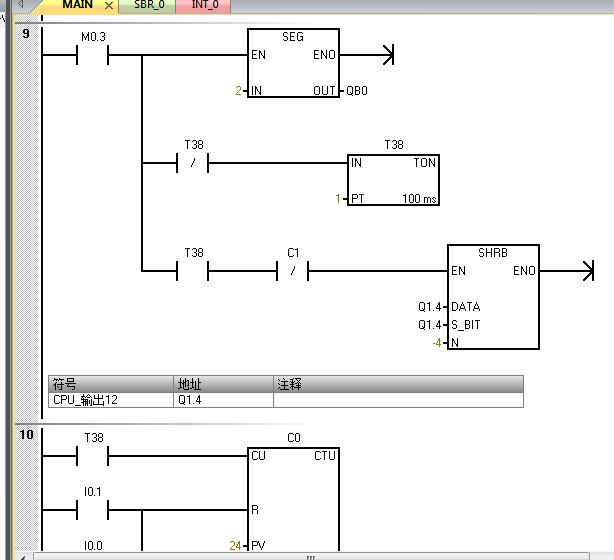 MAIN × SBR_0 INT_0
9
M0.3 SEG
EN ENO
2 IN OUT QB0
T38 T38
/ IN TON
1 PT 100 ms
T38 C1 SHRB
/ EN ENO
Q1.4 DATA
Q1.4 S_BIT
-4 N
符号 地址 注释
CPU_输出12 Q1.4
10
T38 C0
CU CTU
I0.1
R
I0.0
24 PV